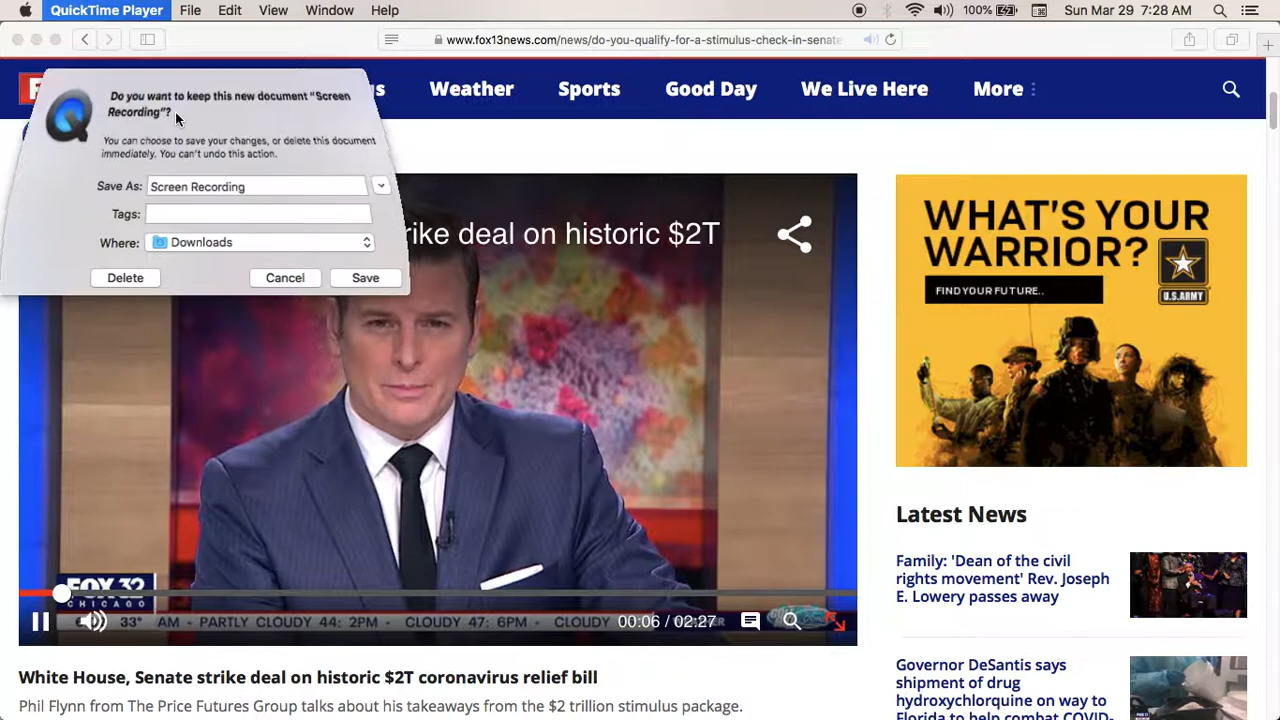 QuickTime Player File Edit View Window Help 100% Sun Mar 29 7:28 AM
www.fox13news.com/news/do-you-qualify-for-a-stimulus-check-in-senate
Weather Sports Good Day We Live Here More
Do you want to keep this new document “Screen
Recording”?
You can choose to save your changes, or delete this document
immediately. You can't undo this action.
Save As: Screen Recording
Tags:
Where: Downloads
Delete Cancel Save
rike deal on historic $2T
FOX 32
CHICAGO
33° AM - PARTLY CLOUDY 44: 2PM - CLOUDY 47: 6PM - CLOUDY
00:06 / 02:27
White House, Senate strike deal on historic $2T coronavirus relief bill
Phil Flynn from The Price Futures Group talks about his takeaways from the $2 trillion stimulus package.
WHAT'S YOUR
WARRIOR?
FIND YOUR FUTURE..
U.S.ARMY
Latest News
Family: 'Dean of the civil
rights movement' Rev. Joseph
E. Lowery passes away
Governor DeSantis says
shipment of drug
hydroxychlorquine on way to
Florida to help combat COVID-